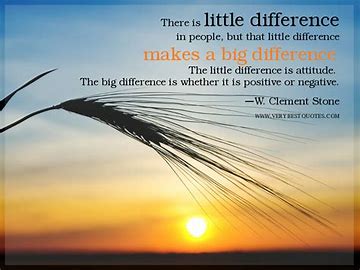 There is little difference
in people, but that little difference
makes a big difference
The little difference is attitude.
The big difference is whether it is positive or negative.
—W. Clement Stone
WWW.VERYBESTQUOTES.COM